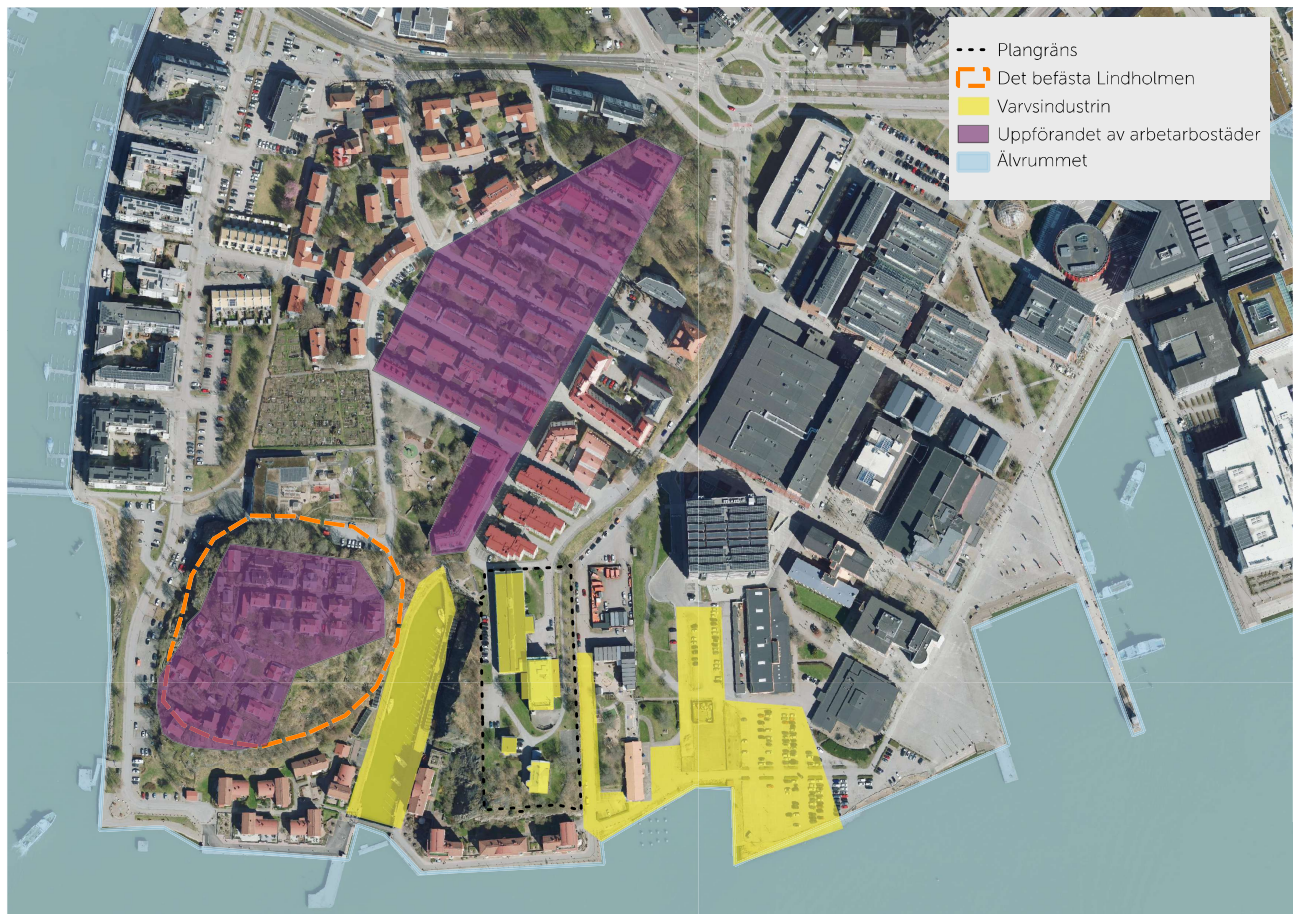 Plangräns
Det befästa Lindholmen
Varvsindustrin
Uppförandet av arbetarbostäder
Älvrummet